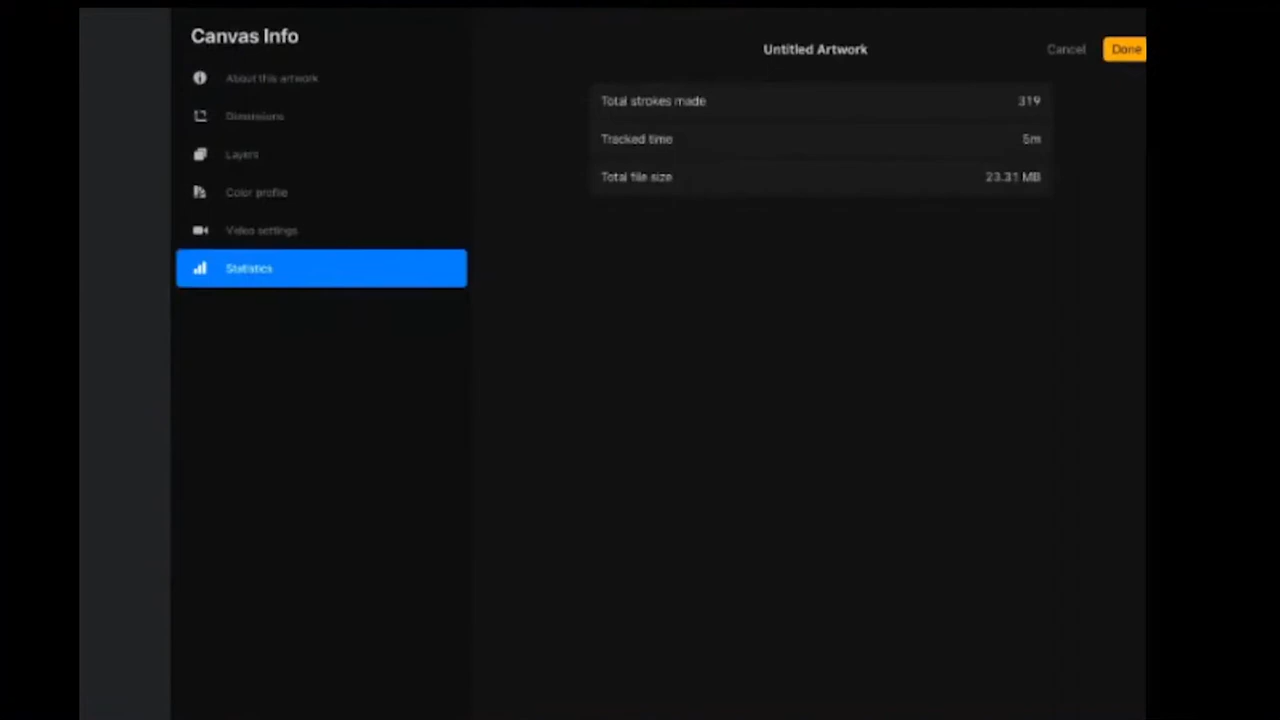 Canvas Info
Untitled Artwork
Cancel
Done
About this artwork
Dimensions
Layers
Color profile
Video settings
Statistics
Total strokes made 319
Tracked time 5m
Total file size 23.31 MB